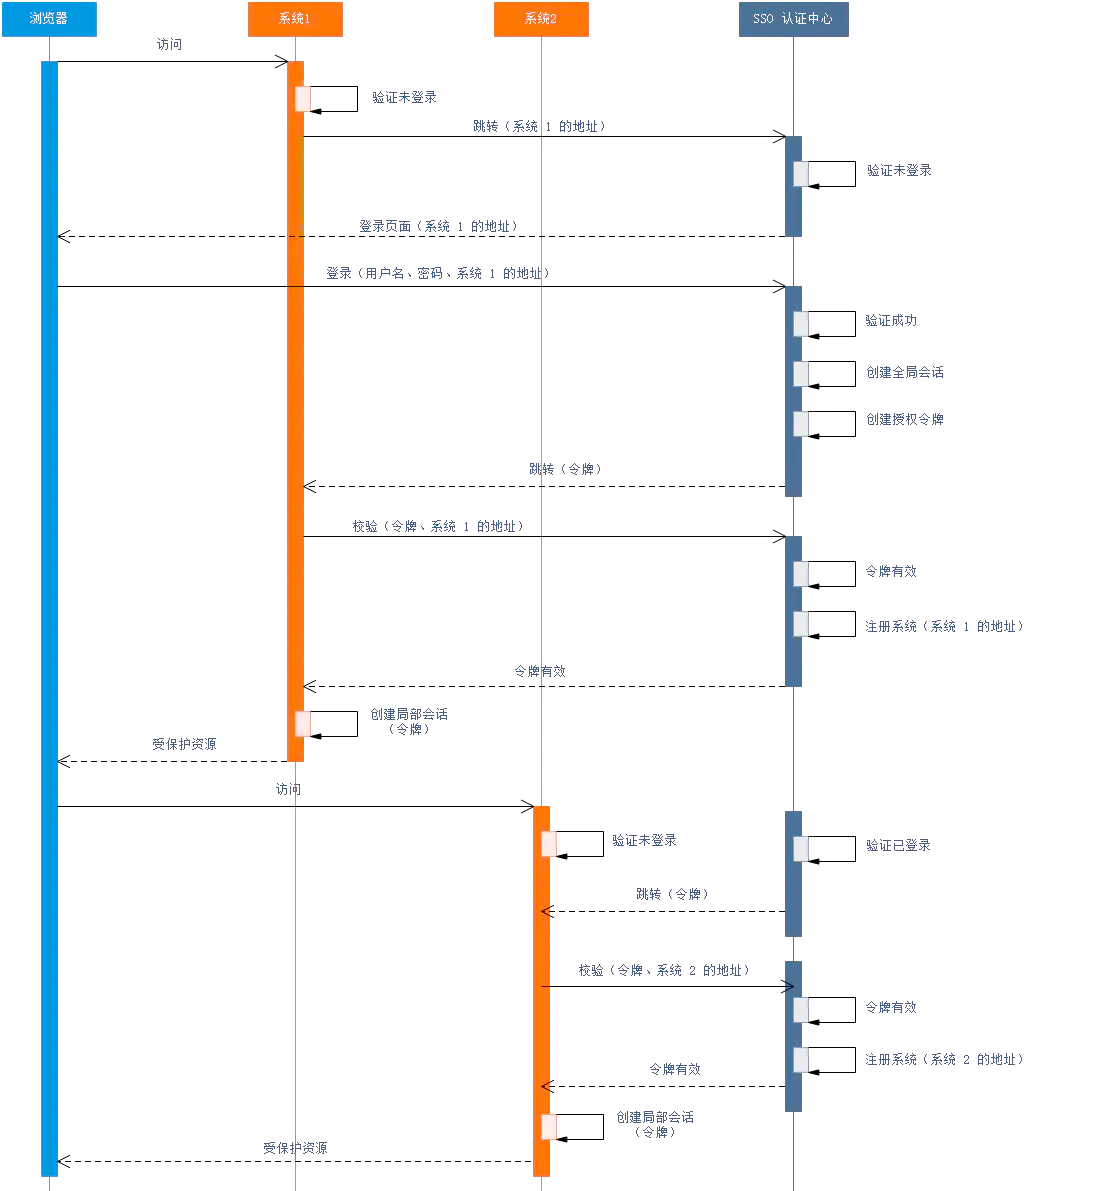 浏览器
系统1
系统2
SSO 认证中心
访问
验证未登录
跳转（系统 1 的地址）
验证未登录
登录页面（系统 1 的地址）
登录（用户名、密码、系统 1 的地址）
验证成功
创建全局会话
创建授权令牌
跳转（令牌）
校验（令牌、系统 1 的地址）
令牌有效
注册系统（系统 1 的地址）
令牌有效
创建局部会话
（令牌）
受保护资源
访问
验证未登录
验证已登录
跳转（令牌）
校验（令牌、系统 2 的地址）
令牌有效
注册系统（系统 2 的地址）
令牌有效
创建局部会话
（令牌）
受保护资源